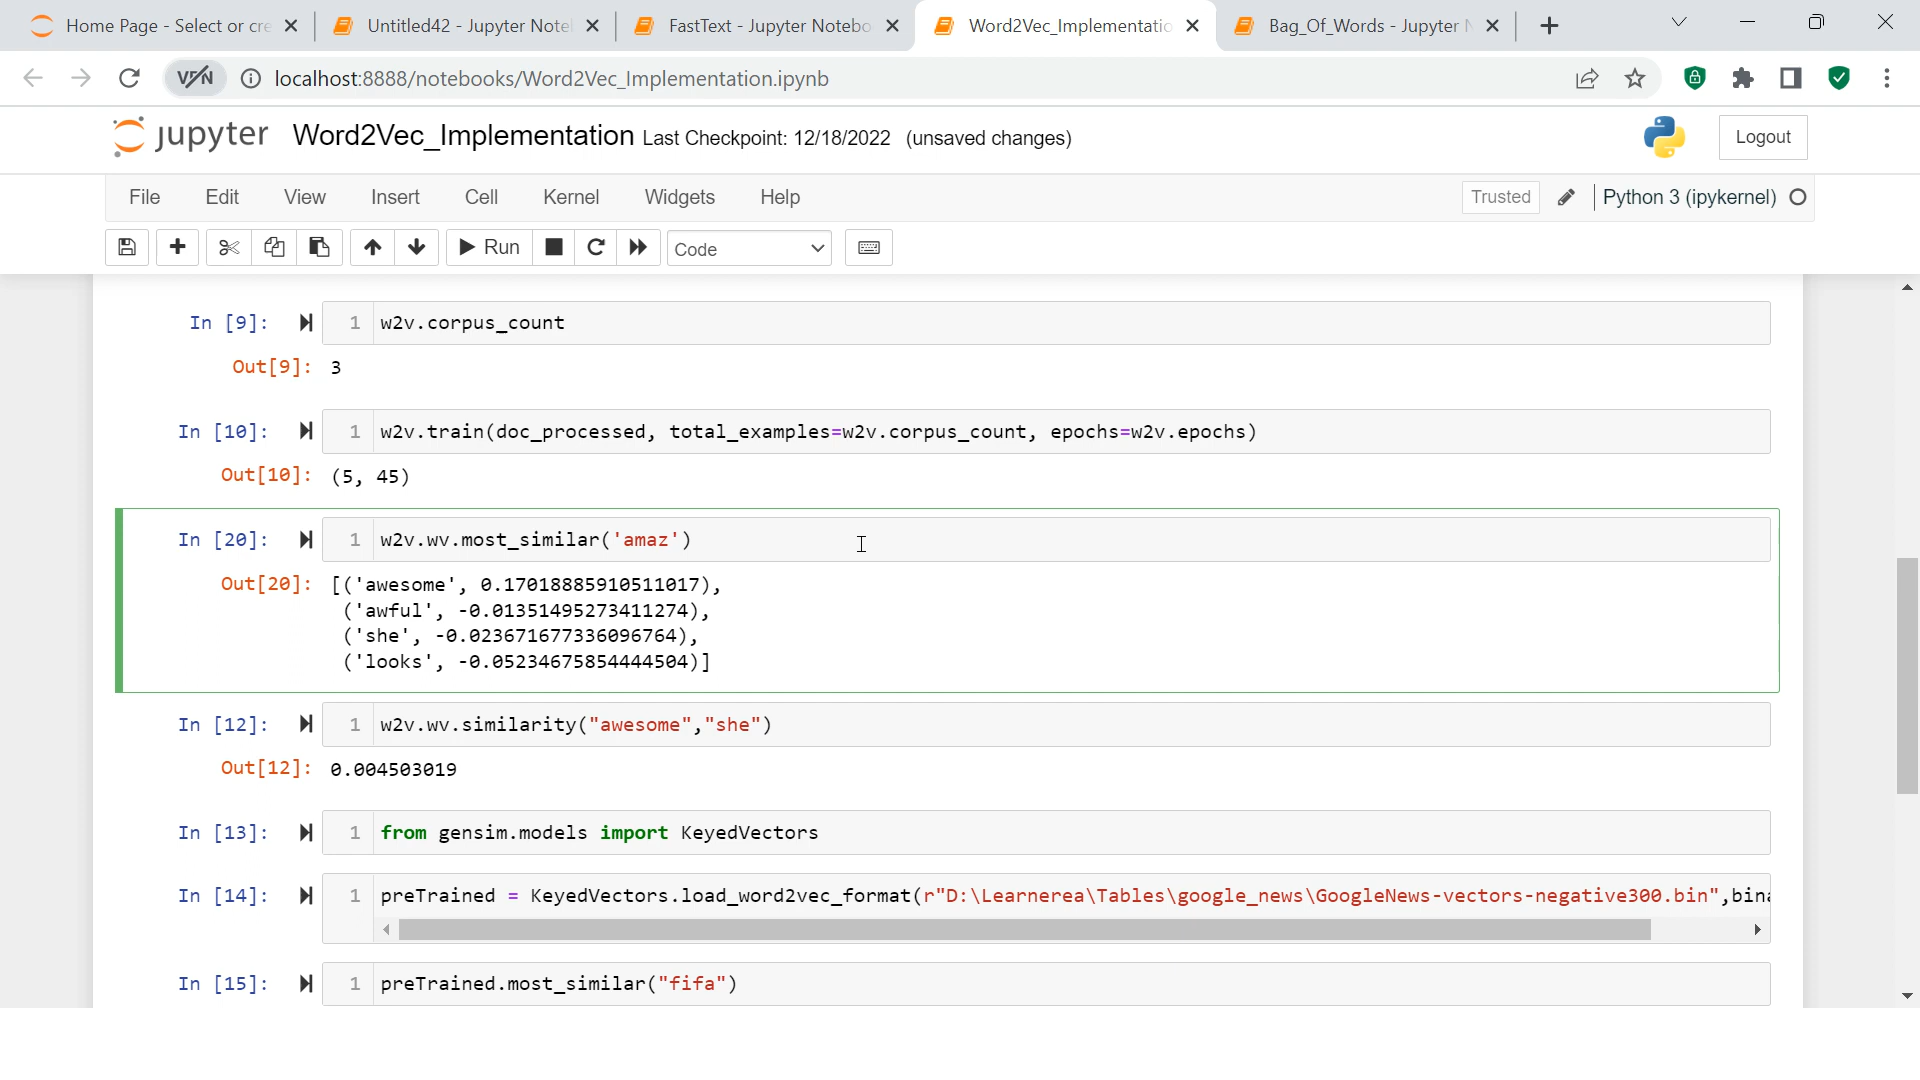 Home Page - Select or cre
Untitled42 - Jupyter Note
FastText - Jupyter Notebo
Word2Vec_Implementatio
Bag_Of_Words - Jupyter N
VPN
localhost:8888/notebooks/Word2Vec_Implementation.ipynb
jupyter Word2Vec_Implementation Last Checkpoint: 12/18/2022 (unsaved changes)
Logout
File Edit View Insert Cell Kernel Widgets Help
Trusted Python 3 (ipykernel)
Run Code
In [9]: 1 w2v.corpus_count
Out[9]: 3
In [10]: 1 w2v.train(doc_processed, total_examples=w2v.corpus_count, epochs=w2v.epochs)
Out[10]: (5, 45)
In [20]: 1 w2v.wv.most_similar('amaz')
Out[20]: [('awesome', 0.17018885910511017),
('awful', -0.01351495273411274),
('she', -0.023671677336096764),
('looks', -0.05234675854444504)]
In [12]: 1 w2v.wv.similarity("awesome","she")
Out[12]: 0.004503019
In [13]: 1 from gensim.models import KeyedVectors
In [14]: 1 preTrained = KeyedVectors.load_word2vec_format(r"D:\Learnerea\Tables\google_news\GoogleNews-vectors-negative300.bin",bina
In [15]: 1 preTrained.most_similar("fifa")